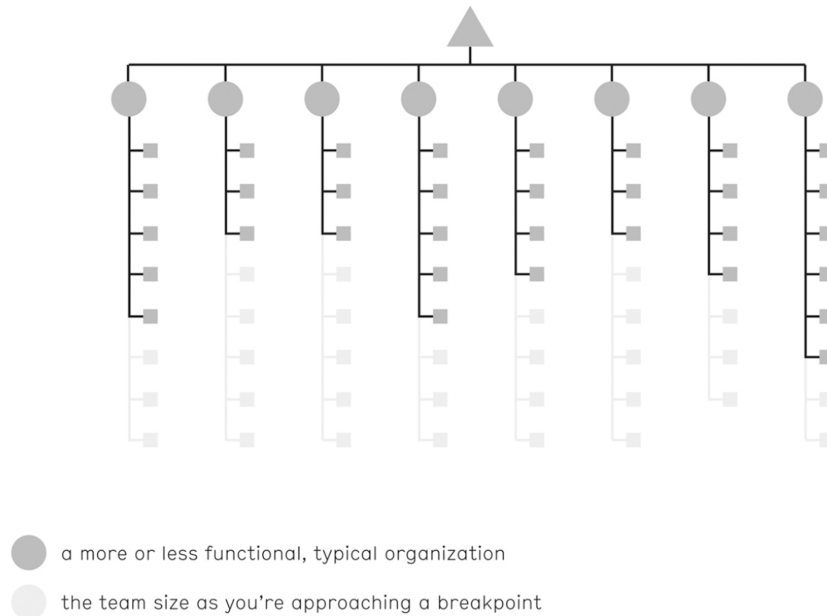 a more or less functional, typical organization
the team size as you're approaching a breakpoint